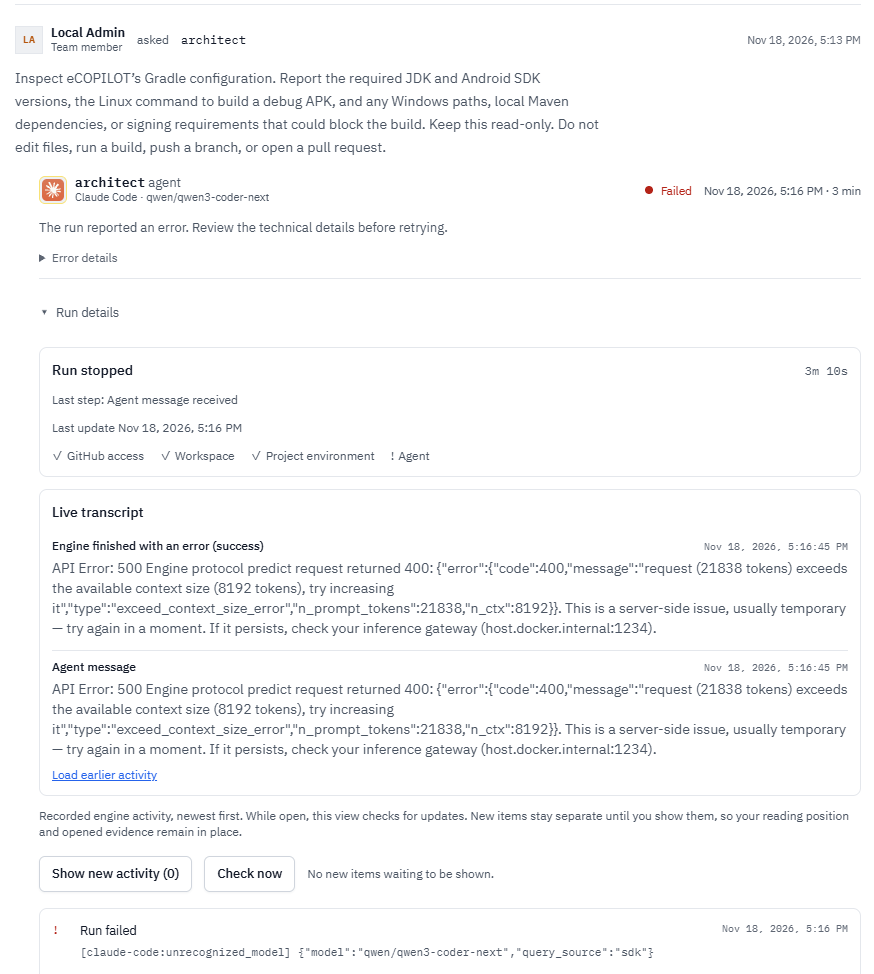 LA
Local Admin
Team member
asked architect
Nov 18, 2026, 5:13 PM
Inspect eCOPILOT’s Gradle configuration. Report the required JDK and Android SDK
versions, the Linux command to build a debug APK, and any Windows paths, local Maven
dependencies, or signing requirements that could block the build. Keep this read-only. Do not
edit files, run a build, push a branch, or open a pull request.
architect agent
Claude Code · qwen/qwen3-coder-next
Failed Nov 18, 2026, 5:16 PM · 3 min
The run reported an error. Review the technical details before retrying.
Error details
Run details
Run stopped 3m 10s
Last step: Agent message received
Last update Nov 18, 2026, 5:16 PM
✓ GitHub access ✓ Workspace ✓ Project environment ! Agent
Live transcript
Engine finished with an error (success) Nov 18, 2026, 5:16:45 PM
API Error: 500 Engine protocol predict request returned 400: {"error":{"code":400,"message":"request (21838 tokens) exceeds
the available context size (8192 tokens), try increasing
it","type":"exceed_context_size_error","n_prompt_tokens":21838,"n_ctx":8192}}. This is a server-side issue, usually temporary
— try again in a moment. If it persists, check your inference gateway (host.docker.internal:1234).
Agent message Nov 18, 2026, 5:16:45 PM
API Error: 500 Engine protocol predict request returned 400: {"error":{"code":400,"message":"request (21838 tokens) exceeds
the available context size (8192 tokens), try increasing
it","type":"exceed_context_size_error","n_prompt_tokens":21838,"n_ctx":8192}}. This is a server-side issue, usually temporary
— try again in a moment. If it persists, check your inference gateway (host.docker.internal:1234).
Load earlier activity
Recorded engine activity, newest first. While open, this view checks for updates. New items stay separate until you show them, so your reading position
and opened evidence remain in place.
Show new activity (0) Check now No new items waiting to be shown.
! Run failed Nov 18, 2026, 5:16 PM
[claude-code:unrecognized_model] {"model":"qwen/qwen3-coder-next","query_source":"sdk"}